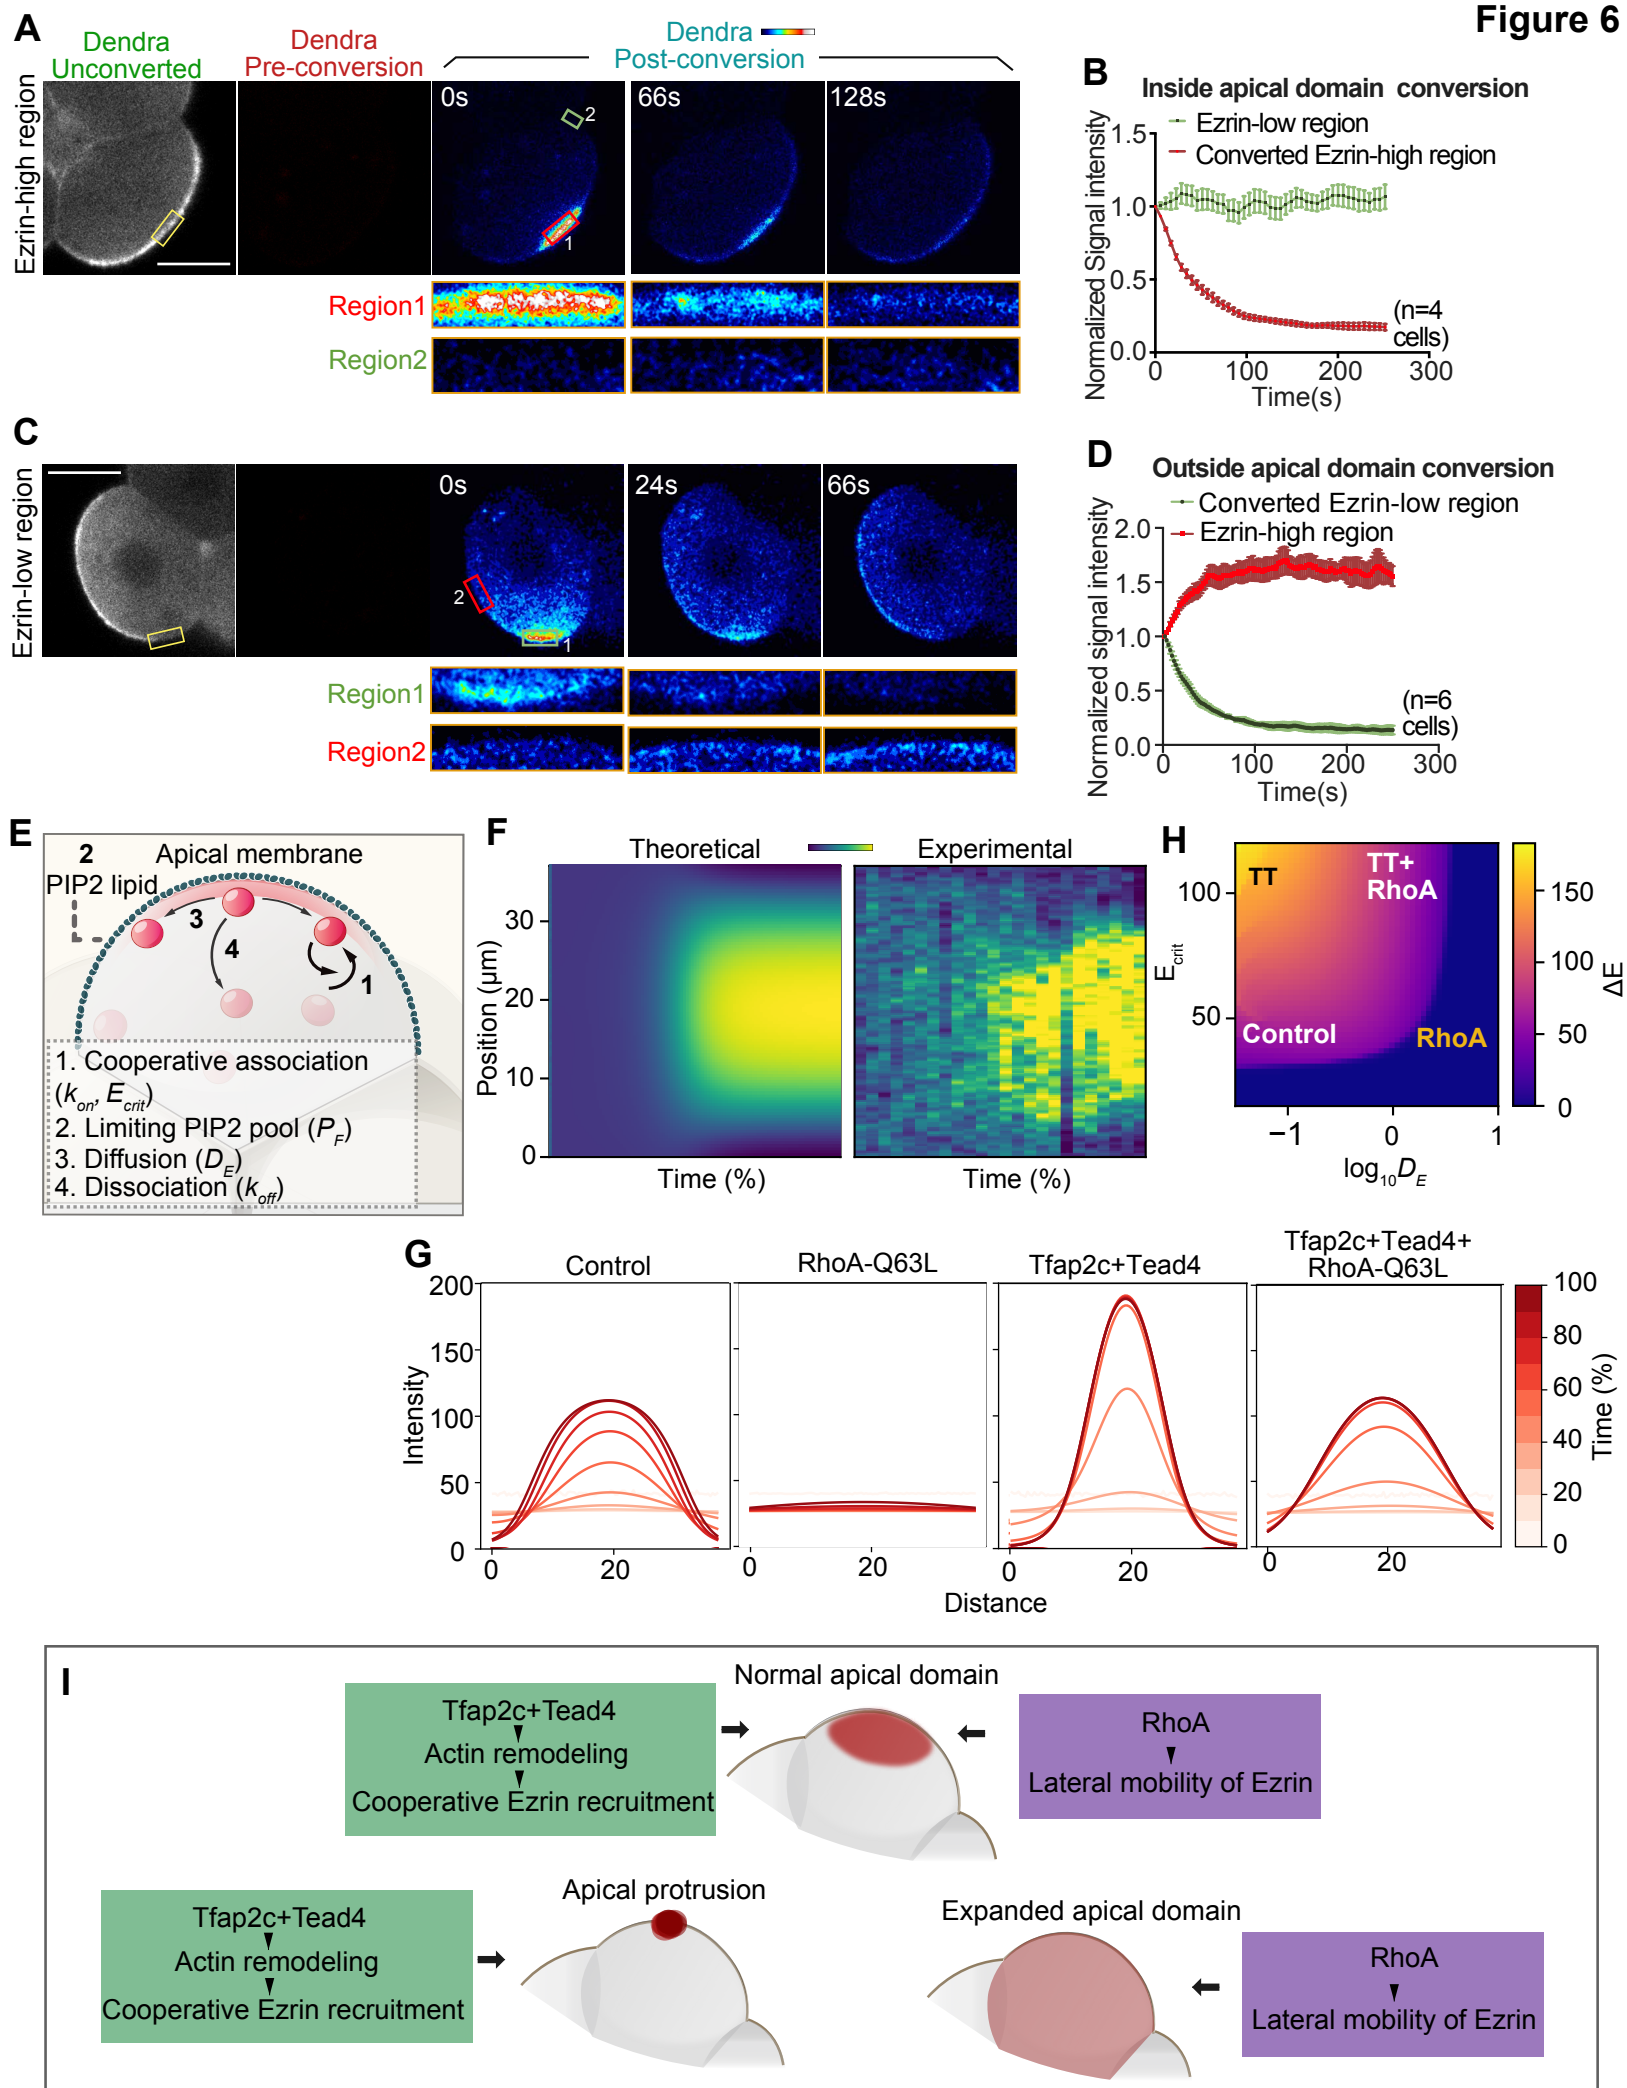 Figure 6
A
Dendra
Unconverted
Dendra
Pre-conversion
Dendra
Post-conversion
Ezrin-high region
0s
66s
128s
2
1
Region1
Region2
B
Inside apical domain conversion
Ezrin-low region
Converted Ezrin-high region
Normalized Signal intensity
1.5
1.0
0.5
0.0
0
100
200
300
Time(s)
(n=4
cells)
C
Ezrin-low region
0s
24s
66s
2
1
Region1
Region2
D
Outside apical domain conversion
Converted Ezrin-low region
Ezrin-high region
Normalized signal intensity
2.0
1.5
1.0
0.5
0.0
0
100
200
300
Time(s)
(n=6
cells)
E
2
Apical membrane
PIP2 lipid
3
4
1
1. Cooperative association
(kon, Ecrit)
2. Limiting PIP2 pool (PF)
3. Diffusion (DE)
4. Dissociation (koff)
F
Theoretical
Experimental
Position (µm)
30
20
10
0
Time (%)
Time (%)
H
TT
TT+
RhoA
Control
RhoA
Ecrit
100
50
−1
0
1
log10DE
150
100
50
0
ΔE
G
Control
RhoA-Q63L
Tfap2c+Tead4
Tfap2c+Tead4+
RhoA-Q63L
Intensity
200
150
100
50
0
0
20
0
20
0
20
0
20
Distance
100
80
60
40
20
0
Time (%)
I
Normal apical domain
Tfap2c+Tead4
Actin remodeling
Cooperative Ezrin recruitment
RhoA
Lateral mobility of Ezrin
Apical protrusion
Expanded apical domain
Tfap2c+Tead4
Actin remodeling
Cooperative Ezrin recruitment
RhoA
Lateral mobility of Ezrin